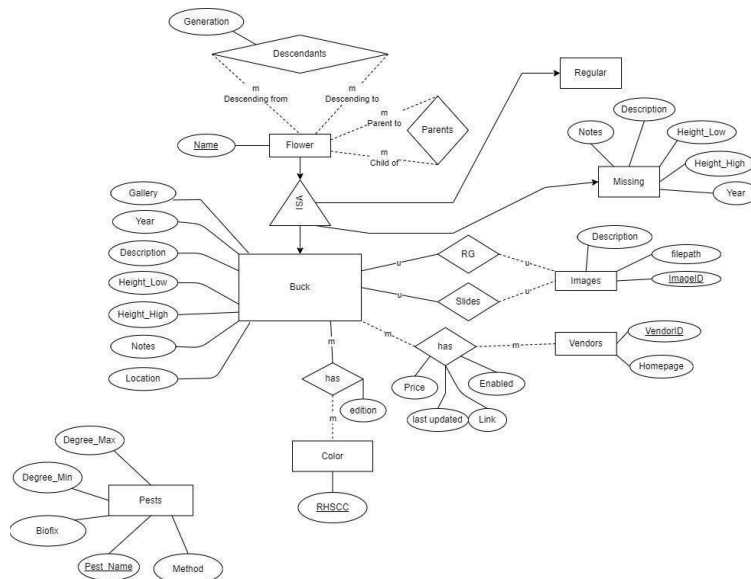 Generation
Descendants
Regular
m
m
Descending from
Descending to
m
Parent to
Parents
Description
Notes
Height_Low
Name
Flower
m
Child of
Height_High
Missing
Year
Gallery
ISA
Year
Description
Description
u
RG
u
filepath
Height_Low
Buck
Images
ImageID
u
Slides
u
Height_High
VendorID
Notes
m
m
has
m
Vendors
Homepage
Location
has
Price
Enabled
edition
last updated
Link
m
Degree_Max
Color
Degree_Min
Pests
RHSCC
Biofix
Pest_Name
Method